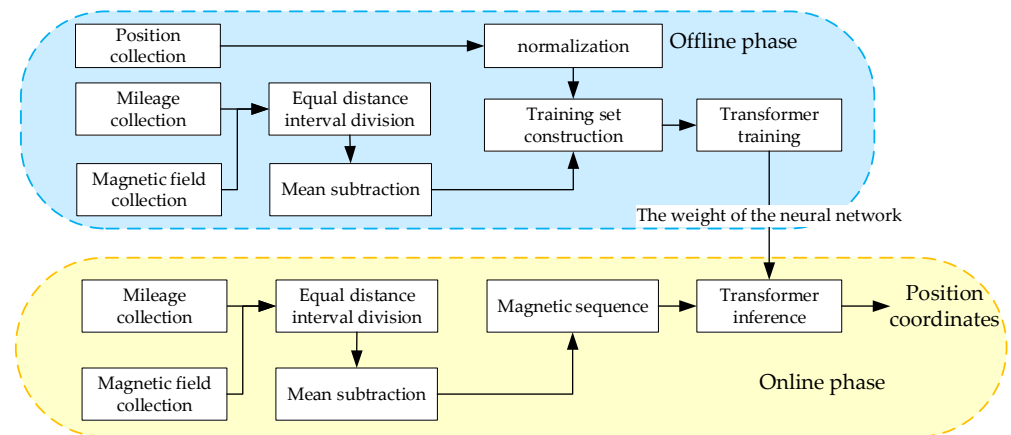 Position
collection
normalization
Offline phase
Mileage
collection
Equal distance
interval division
Training set
construction
Transformer
training
Magnetic field
collection
Mean subtraction
The weight of the neural network
Mileage
collection
Equal distance
interval division
Magnetic sequence
Transformer
inference
Position
coordinates
Magnetic field
collection
Mean subtraction
Online phase